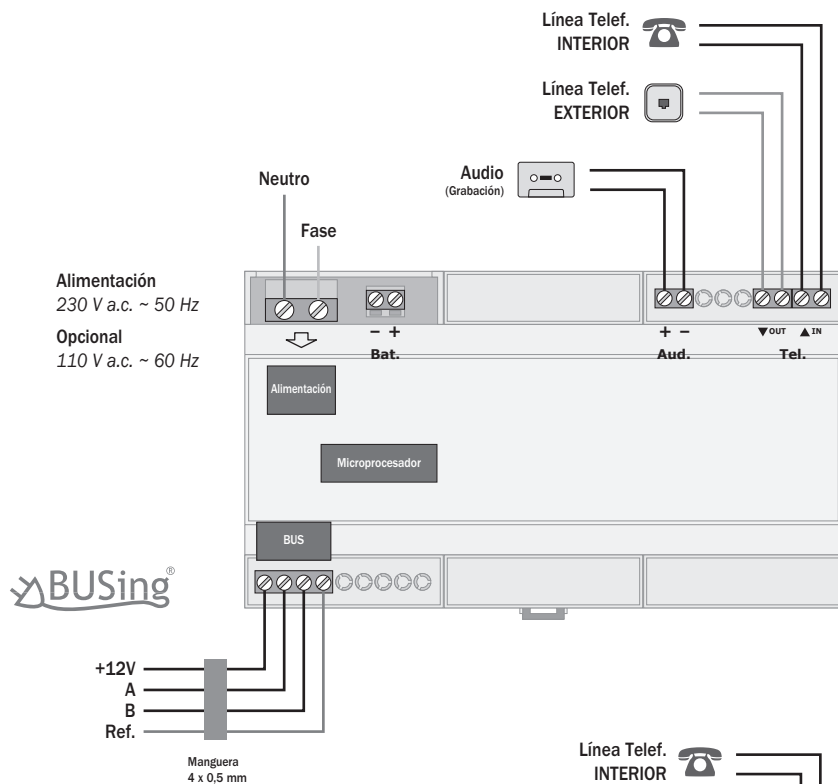 Línea Telef.
INTERIOR
Línea Telef.
EXTERIOR
Audio
(Grabación)
Neutro
Fase
Alimentación
230 V a.c. ~ 50 Hz
Opcional
110 V a.c. ~ 60 Hz
− +
Bat.
+ −
Aud.
▼OUT ▲IN
Tel.
Alimentación
Microprocesador
BUS
BUSing®
+12V
A
B
Ref.
Manguera
4 x 0,5 mm
Línea Telef.
INTERIOR